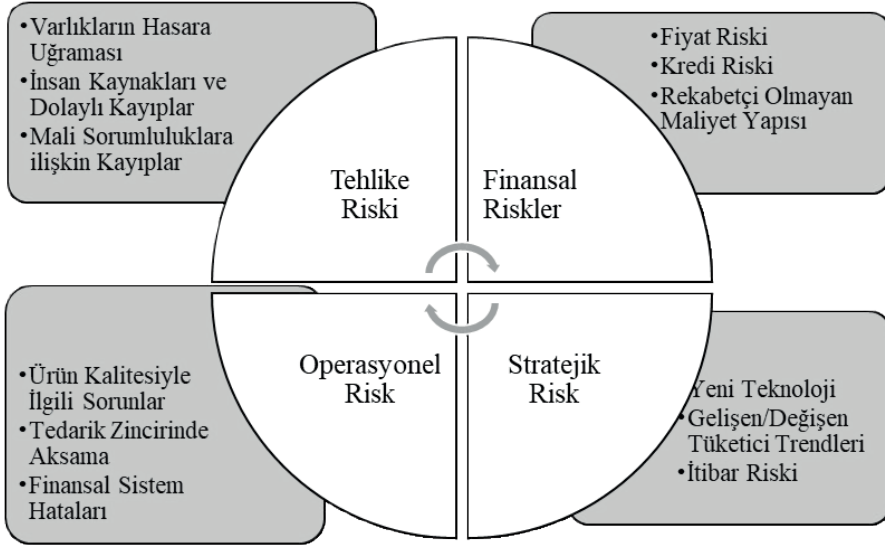 •Varlıkların Hasara
Uğraması
•İnsan Kaynakları ve
Dolaylı Kayıplar
•Mali Sorumluluklara
ilişkin Kayıplar
Tehlike
Riski
•Fiyat Riski
•Kredi Riski
•Rekabetçi Olmayan
Maliyet Yapısı
Finansal
Riskler
•Ürün Kalitesiyle
İlgili Sorunlar
•Tedarik Zincirinde
Aksama
•Finansal Sistem
Hataları
Operasyonel
Risk
Stratejik
Risk
Yeni Teknoloji
•Gelişen/Değişen
Tüketici Trendleri
•İtibar Riski